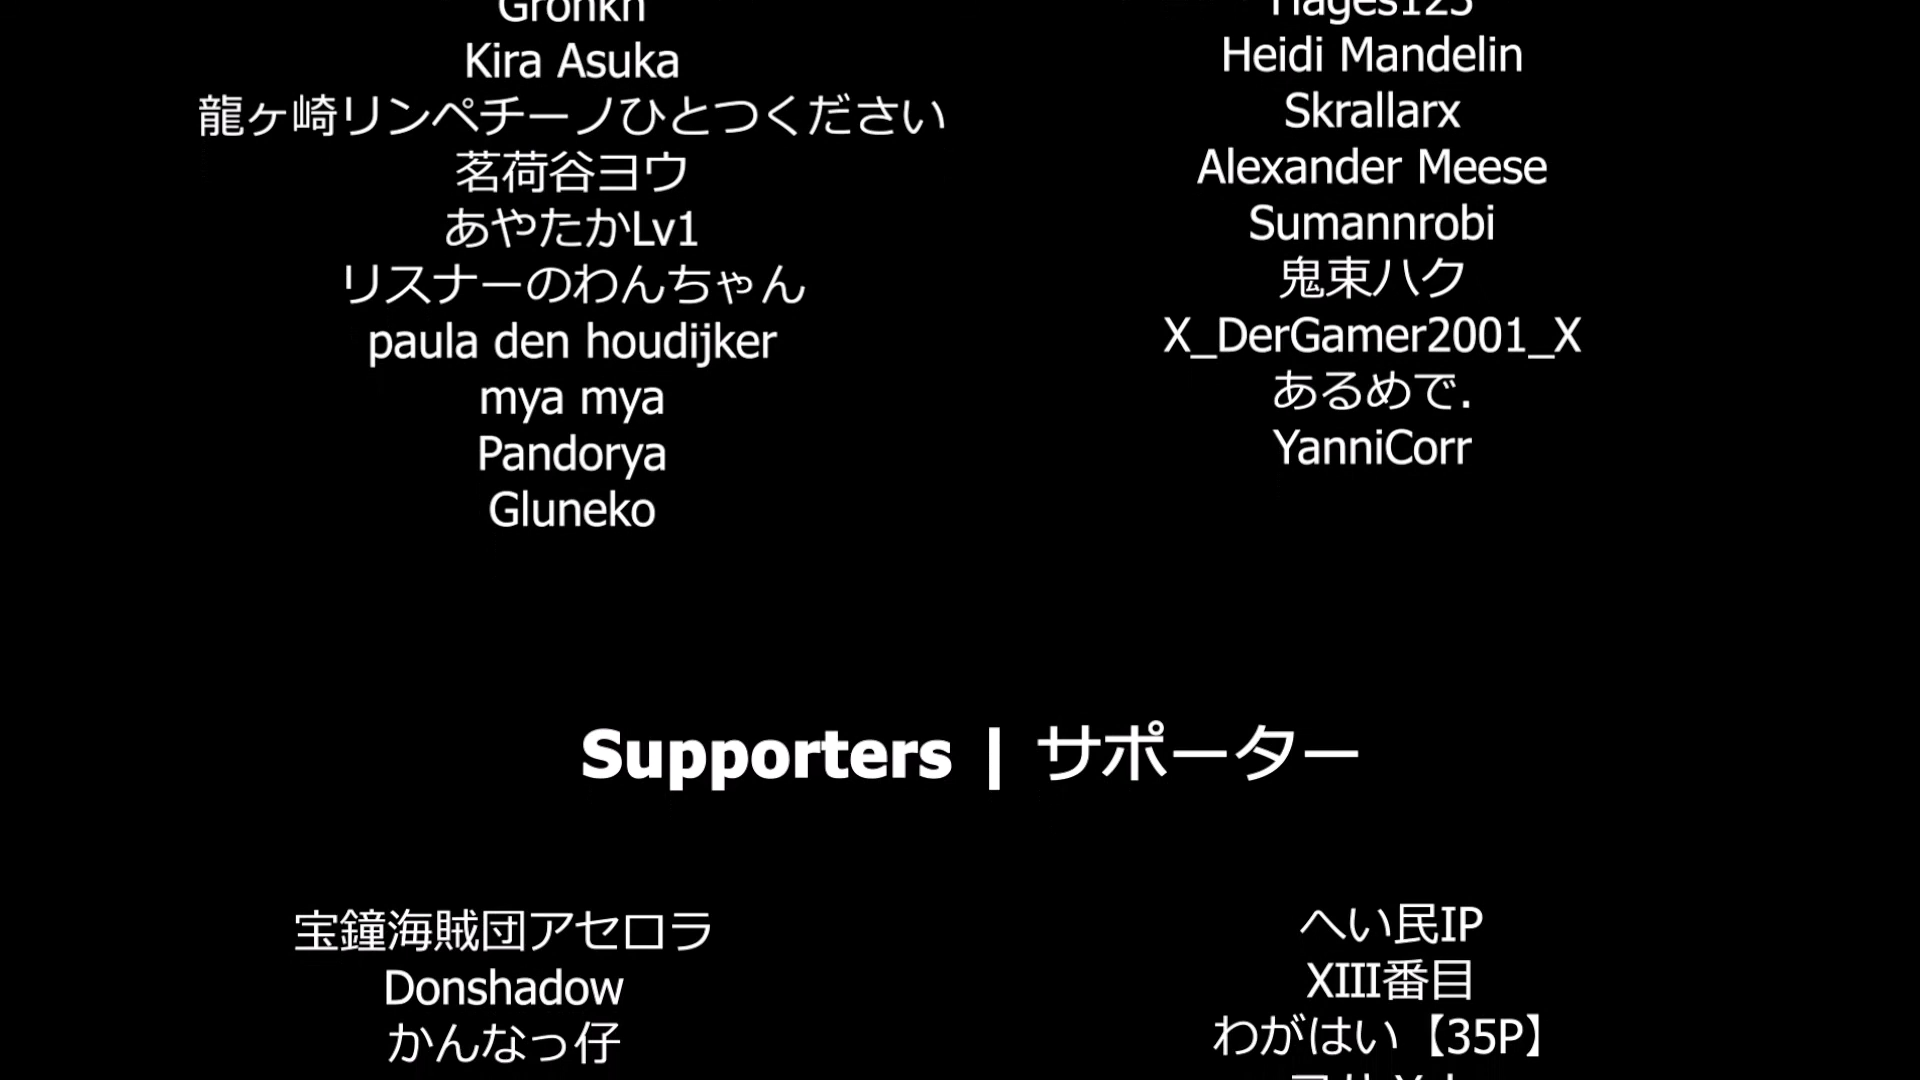 Gronkh
Kira Asuka
龍ヶ崎リンペチーノひとつください
茗荷谷ヨウ
あやたかLv1
リスナーのわんちゃん
paula den houdijker
mya mya
Pandorya
Gluneko
Hages123
Heidi Mandelin
Skrallarx
Alexander Meese
Sumannrobi
鬼束ハク
X_DerGamer2001_X
あるめで.
YanniCorr
Supporters | サポーター
宝鐘海賊団アセロラ
Donshadow
かんなっ仔
へい民IP
XIII番目
わがはい【35P】